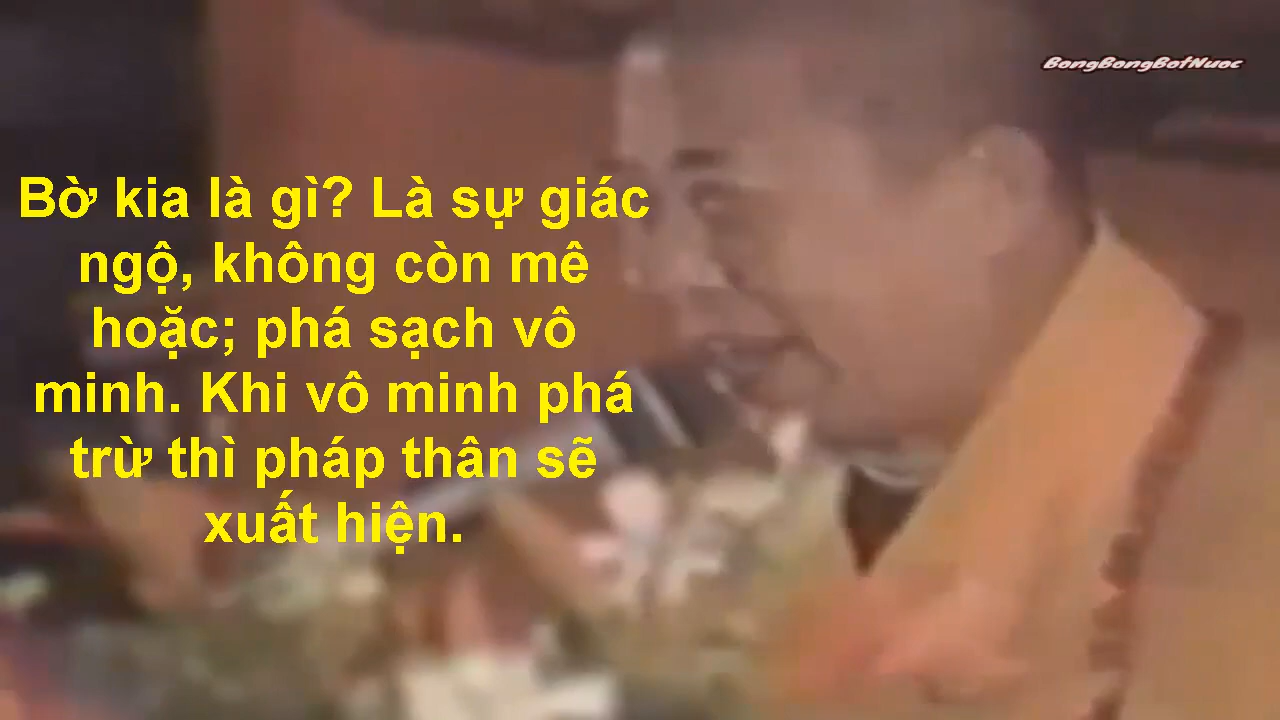 BongBongBotNuoc
Bờ kia là gì? Là sự giác
ngộ, không còn mê
hoặc; phá sạch vô
minh. Khi vô minh phá
trừ thì pháp thân sẽ
xuất hiện.